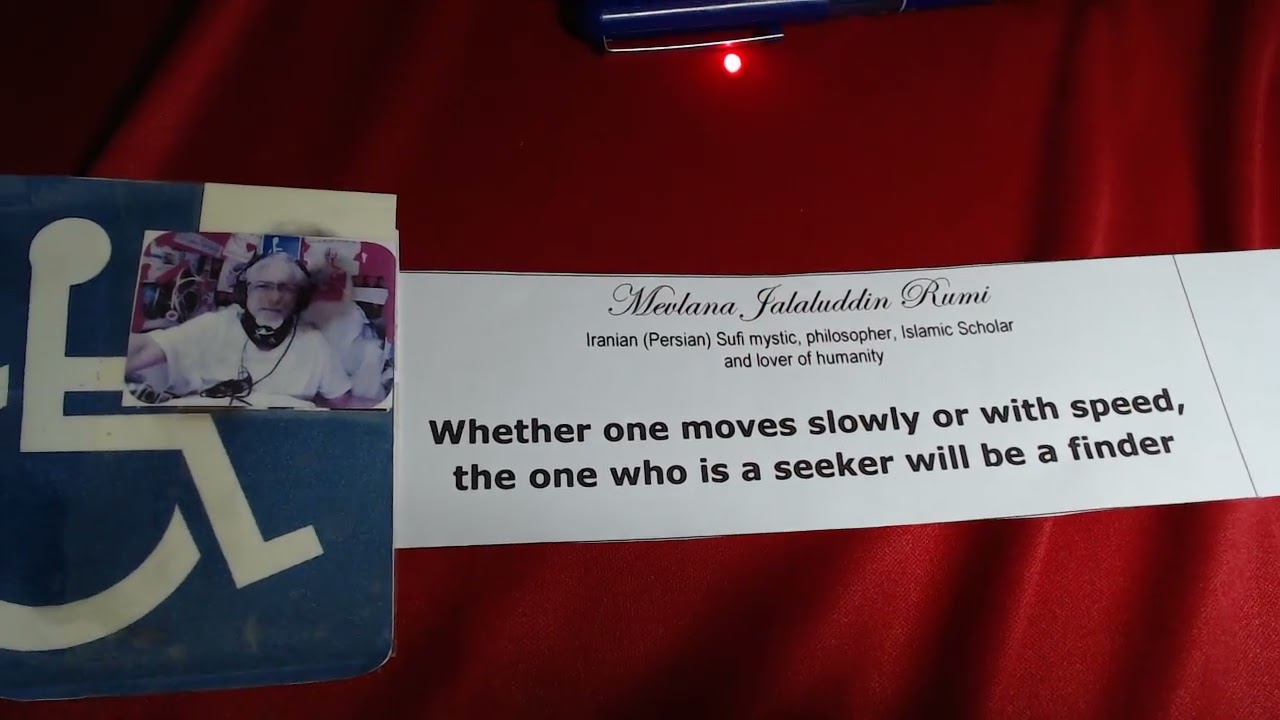 Mevlana Jalaluddin Rumi
Iranian (Persian) Sufi mystic, philosopher, Islamic Scholar
and lover of humanity
Whether one moves slowly or with speed,
the one who is a seeker will be a finder